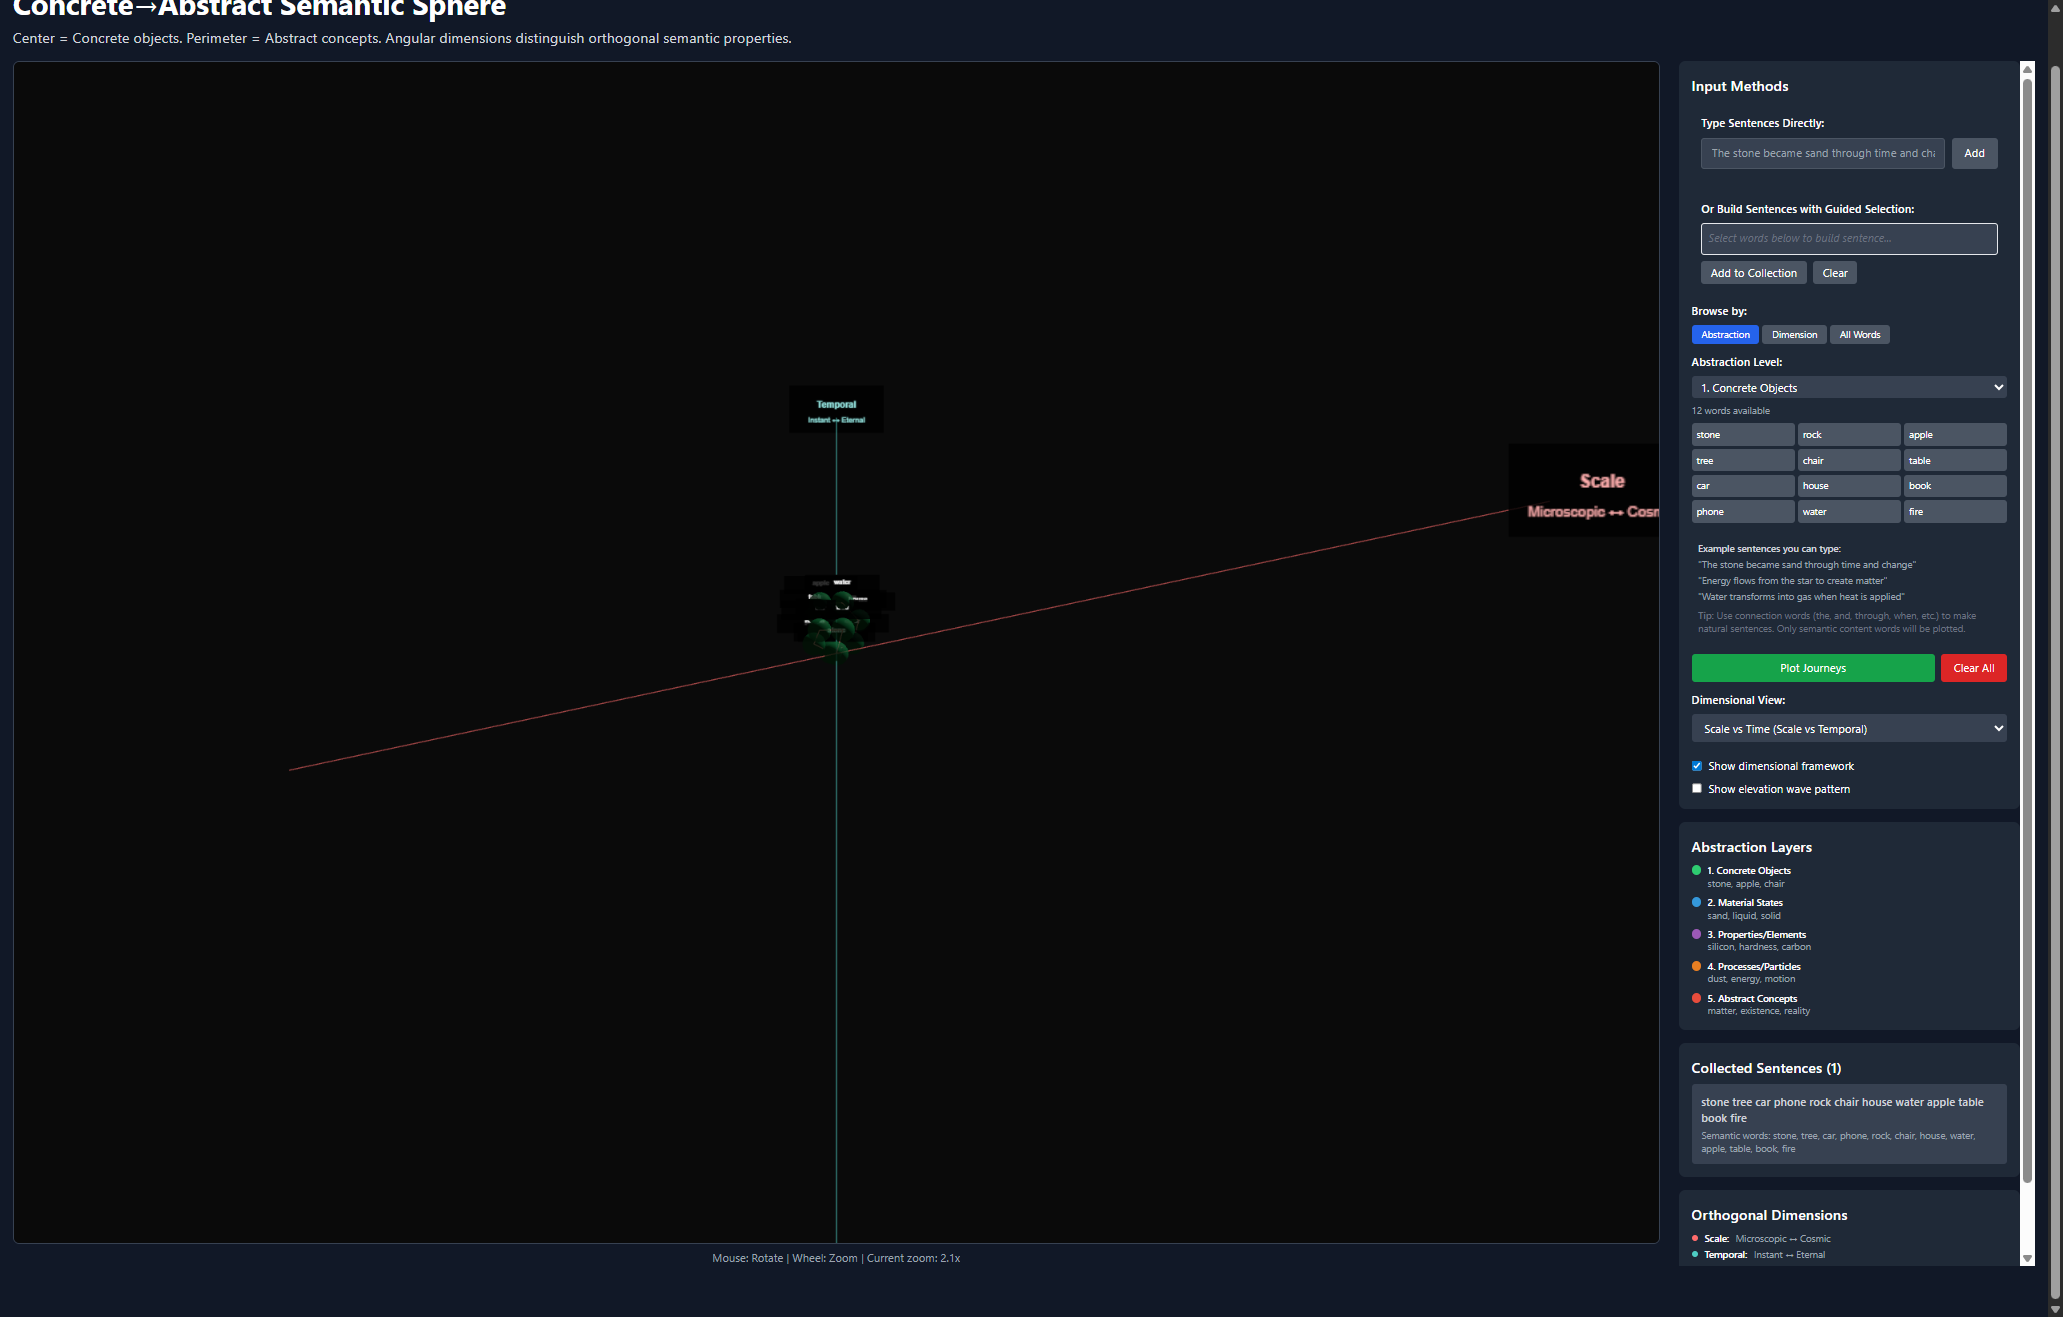 Concrete→Abstract Semantic Sphere
Center = Concrete objects. Perimeter = Abstract concepts. Angular dimensions distinguish orthogonal semantic properties.
Temporal
Instant ↔ Eternal
Scale
Microscopic ↔ Cosm
apple water
Mouse: Rotate | Wheel: Zoom | Current zoom: 2.1x
Input Methods
Type Sentences Directly:
The stone became sand through time and cha
Add
Or Build Sentences with Guided Selection:
Select words below to build sentence...
Add to Collection Clear
Browse by:
Abstraction Dimension All Words
Abstraction Level:
1. Concrete Objects
12 words available
stone rock apple
tree chair table
car house book
phone water fire
Example sentences you can type:
"The stone became sand through time and change"
"Energy flows from the star to create matter"
"Water transforms into gas when heat is applied"
Tip: Use connection words (the, and, through, when, etc.) to make
natural sentences. Only semantic content words will be plotted.
Plot Journeys Clear All
Dimensional View:
Scale vs Time (Scale vs Temporal)
Show dimensional framework
Show elevation wave pattern
Abstraction Layers
1. Concrete Objects
stone, apple, chair
2. Material States
sand, liquid, solid
3. Properties/Elements
silicon, hardness, carbon
4. Processes/Particles
dust, energy, motion
5. Abstract Concepts
matter, existence, reality
Collected Sentences (1)
stone tree car phone rock chair house water apple table
book fire
Semantic words: stone, tree, car, phone, rock, chair, house, water,
apple, table, book, fire
Orthogonal Dimensions
Scale: Microscopic ↔ Cosmic
Temporal: Instant ↔ Eternal